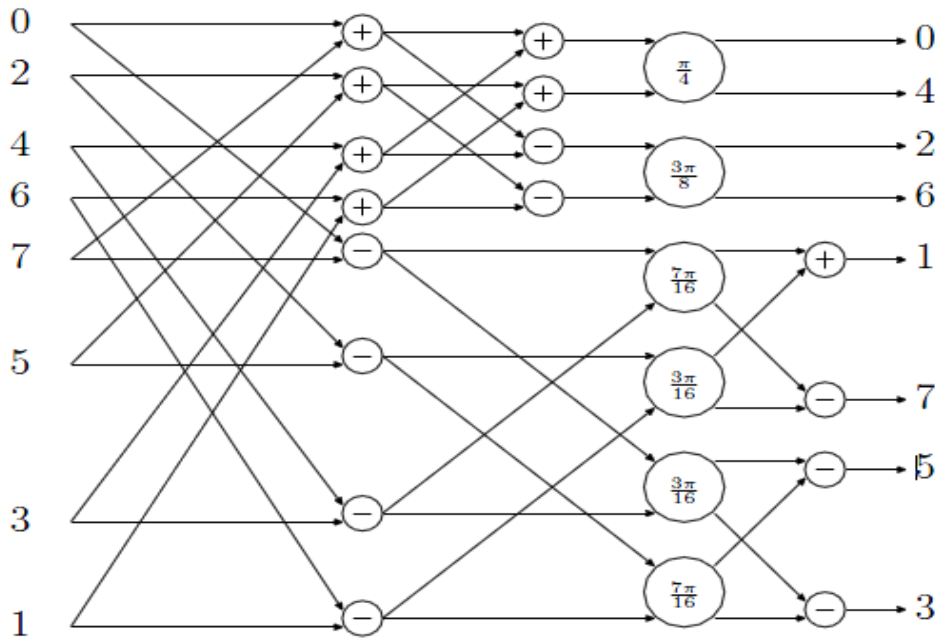 0 + + π/4 0
2 + + 4
4 + − 3π/8 2
6 + − 6
7 − 7π/16 + 1
5 − 3π/16 − 7
− 3π/16 − 5
3
1 − 7π/16 − 3